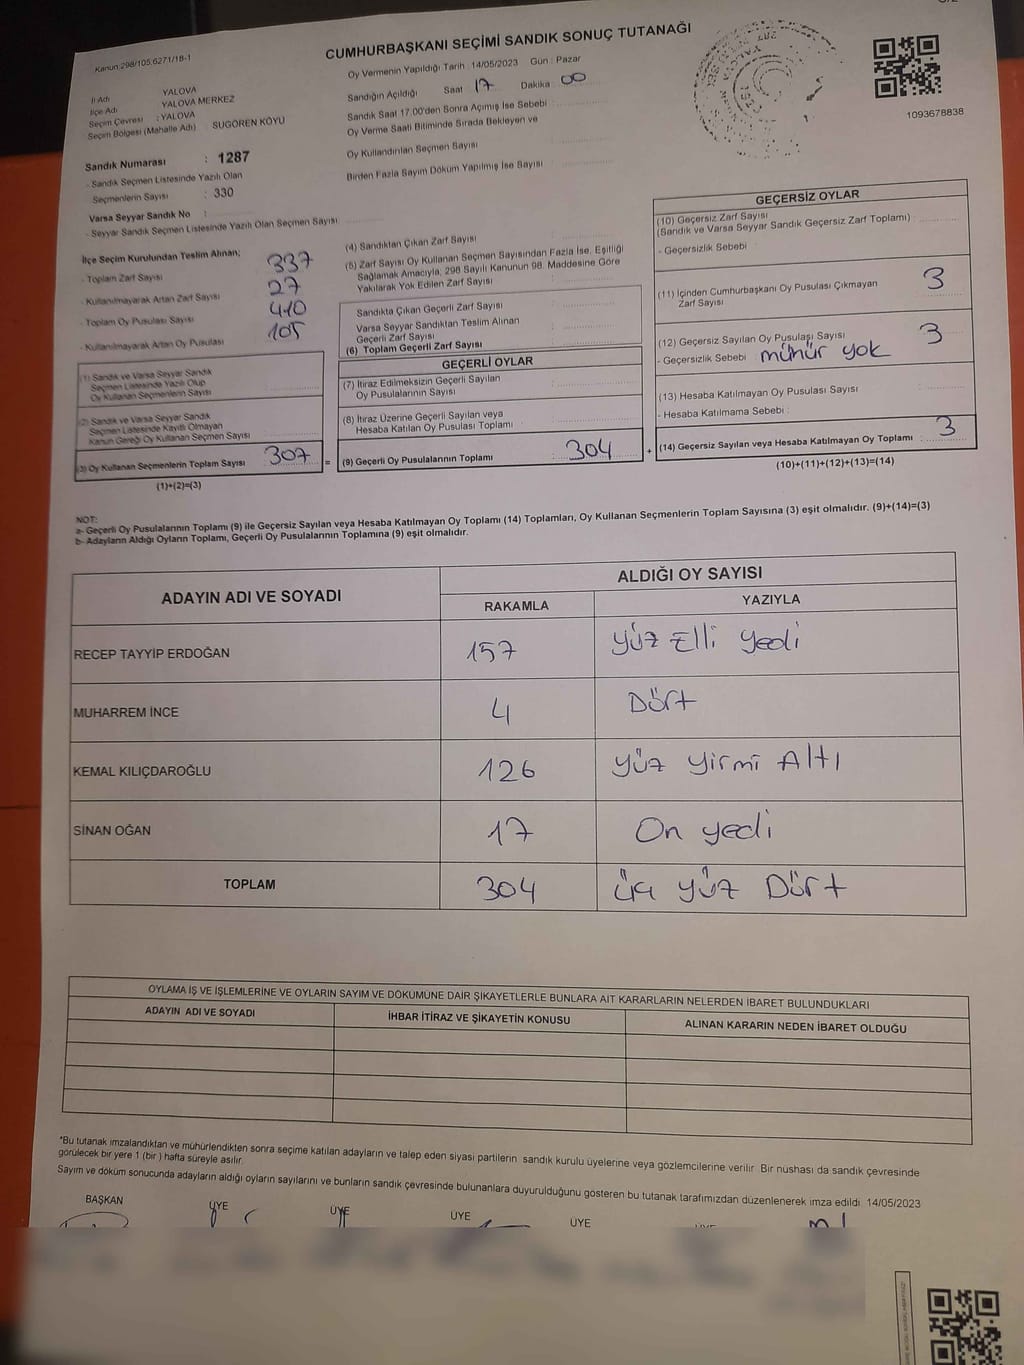 Kanun:298/105,6271/18-1
CUMHURBAŞKANI SEÇİMİ SANDIK SONUÇ TUTANAĞI
Oy Vermenin Yapıldığı Tarih : 14/05/2023 Gün : Pazar
İl Adı YALOVA
İlçe Adı YALOVA MERKEZ
Seçim Çevresi : YALOVA
Seçim Bölgesi (Mahalle Adı) SUGÖREN KÖYÜ
Sandığın Açıldığı Saat 17 Dakika 00
Sandık Saat 17.00'den Sonra Açımış İse Sebebi :
Oy Verme Saati Bitiminde Sırada Bekleyen ve
Oy Kullandırılan Seçmen Sayısı
Birden Fazla Sayım Döküm Yapılmış İse Sayısı
1093678838
Sandık Numarası : 1287
- Sandık Seçmen Listesinde Yazılı Olan
Seçmenlerin Sayısı : 330
Varsa Seyyar Sandık No :
- Seyyar Sandık Seçmen Listesinde Yazılı Olan Seçmen Sayısı
İlçe Seçim Kurulundan Teslim Alınan;
- Toplam Zarf Sayısı 337
- Kullanılmayarak Artan Zarf Sayısı 27
- Toplam Oy Pusulası Sayısı 410
- Kullanılmayarak Artan Oy Pusulası 105
(1) Sandık ve Varsa Seyyar Sandık
Seçmen Listesinde Yazılı Olup
Oy Kullanan Seçmenlerin Sayısı
(2) Sandık ve Varsa Seyyar Sandık
Seçmen Listesinde Kayıtlı Olmayan
Kanun Gereği Oy Kullanan Seçmen Sayısı
(3) Oy Kullanan Seçmenlerin Toplam Sayısı 307 =
(1)+(2)=(3)
(4) Sandıktan Çıkan Zarf Sayısı
(5) Zarf Sayısı Oy Kullanan Seçmen Sayısından Fazla İse, Eşitliği
Sağlamak Amacıyla, 298 Sayılı Kanunun 98. Maddesine Göre
Yakılarak Yok Edilen Zarf Sayısı
Sandıkta Çıkan Geçerli Zarf Sayısı
Varsa Seyyar Sandıktan Teslim Alınan
Geçerli Zarf Sayısı
(6) Toplam Geçerli Zarf Sayısı
GEÇERLİ OYLAR
(7) İtiraz Edilmeksizin Geçerli Sayılan
Oy Pusulalarının Sayısı
(8) İtiraz Üzerine Geçerli Sayılan veya
Hesaba Katılan Oy Pusulası Toplamı
(9) Geçerli Oy Pusulalarının Toplamı 304 +
GEÇERSİZ OYLAR
(10) Geçersiz Zarf Sayısı
(Sandık ve Varsa Seyyar Sandık Geçersiz Zarf Toplamı)
- Geçersizlik Sebebi
(11) İçinden Cumhurbaşkanı Oy Pusulası Çıkmayan
Zarf Sayısı 3
(12) Geçersiz Sayılan Oy Pusulası Sayısı 3
- Geçersizlik Sebebi mühür yok
(13) Hesaba Katılmayan Oy Pusulası Sayısı
- Hesaba Katılmama Sebebi :
(14) Geçersiz Sayılan veya Hesaba Katılmayan Oy Toplamı 3
(10)+(11)+(12)+(13)=(14)
NOT:
a- Geçerli Oy Pusulalarının Toplamı (9) ile Geçersiz Sayılan veya Hesaba Katılmayan Oy Toplamı (14) Toplamları, Oy Kullanan Seçmenlerin Toplam Sayısına (3) eşit olmalıdır. (9)+(14)=(3)
b- Adayların Aldığı Oyların Toplamı, Geçerli Oy Pusulalarının Toplamına (9) eşit olmalıdır.
ADAYIN ADI VE SOYADI ALDIĞI OY SAYISI
RAKAMLA YAZIYLA
RECEP TAYYİP ERDOĞAN 157 Yüz Elli yedi
MUHARREM İNCE 4 Dört
KEMAL KILIÇDAROĞLU 126 Yüz yirmi Altı
SİNAN OĞAN 17 On yedi
TOPLAM 304 üç yüz Dört
OYLAMA İŞ VE İŞLEMLERİNE VE OYLARIN SAYIM VE DÖKÜMÜNE DAİR ŞİKAYETLERLE BUNLARA AİT KARARLARIN NELERDEN İBARET BULUNDUKLARI
ADAYIN ADI VE SOYADI İHBAR İTİRAZ VE ŞİKAYETİN KONUSU ALINAN KARARIN NEDEN İBARET OLDUĞU
*Bu tutanak imzalandıktan ve mühürlendikten sonra seçime katılan adayların ve talep eden siyasi partilerin sandık kurulu üyelerine veya gözlemcilerine verilir. Bir nüshası da sandık çevresinde
görülecek bir yere 1 (bir) hafta süreyle asılır.
Sayım ve döküm sonucunda adayların aldığı oyların sayılarını ve bunların sandık çevresinde bulunanlara duyurulduğunu gösteren bu tutanak tarafımızdan düzenlenerek imza edildi. 14/05/2023
BAŞKAN ÜYE ÜYE ÜYE ÜYE